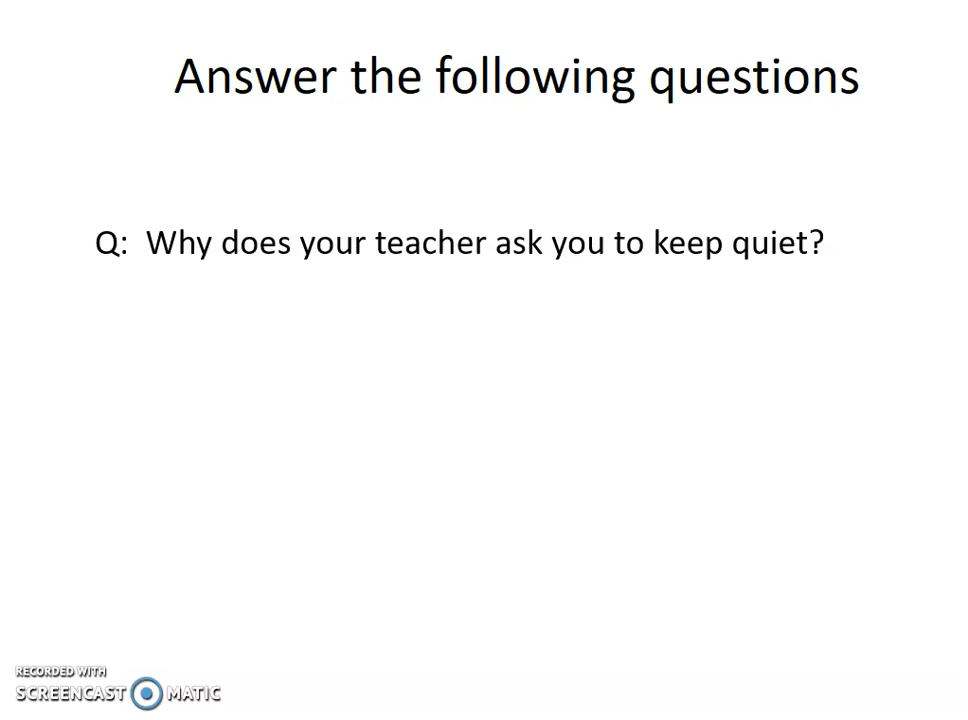 Answer the following questions
Q: Why does your teacher ask you to keep quiet?
RECORDED WITH
SCREENCAST MATIC